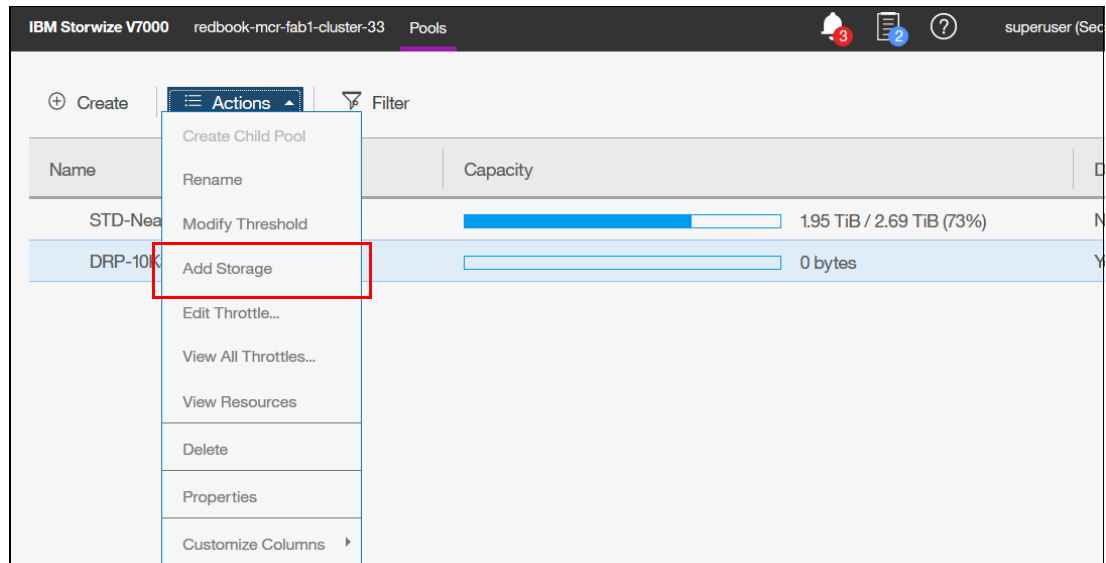 IBM Storwize V7000 redbook-mcr-fab1-cluster-33 Pools 3 2 ? superuser (Sec
Create Actions Filter
Name Capacity D
STD-Nea 1.95 TiB / 2.69 TiB (73%) N
DRP-10K 0 bytes Y
Create Child Pool
Rename
Modify Threshold
Add Storage
Edit Throttle...
View All Throttles...
View Resources
Delete
Properties
Customize Columns